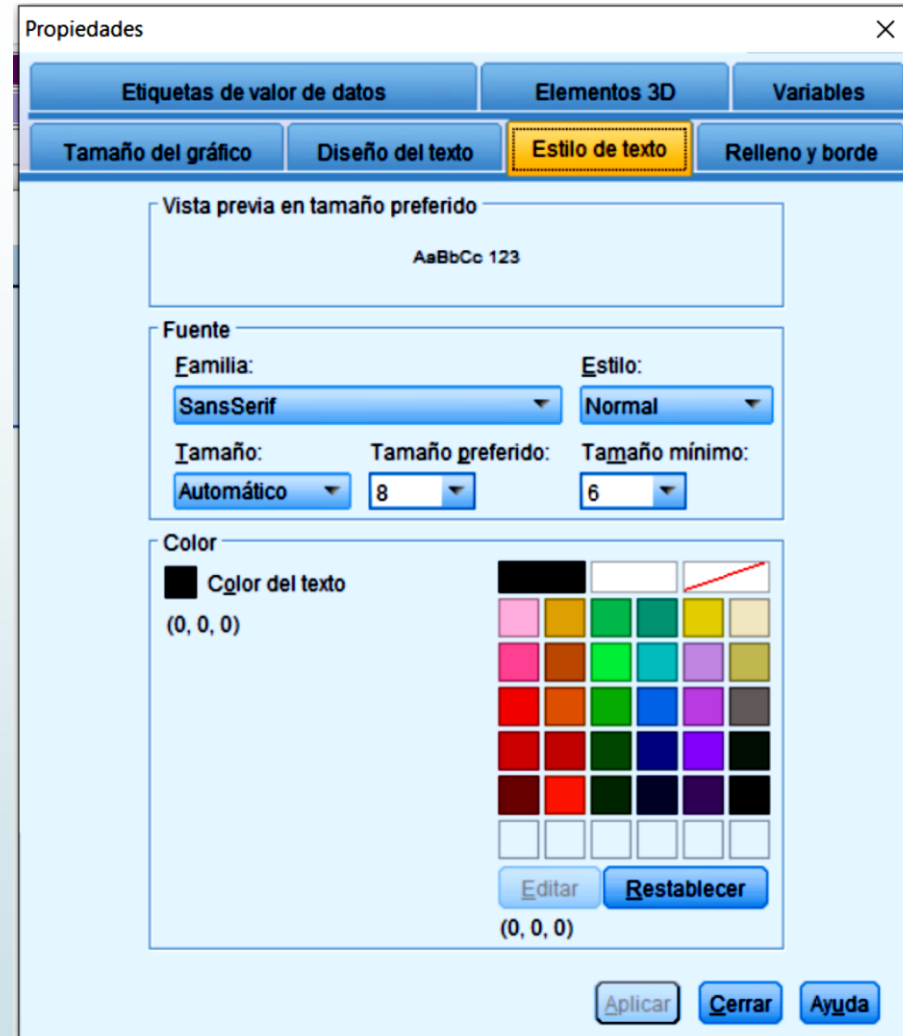 Propiedades
Etiquetas de valor de datos Elementos 3D Variables
Tamaño del gráfico Diseño del texto Estilo de texto Relleno y borde
Vista previa en tamaño preferido
AaBbCc 123
Fuente
Familia: Estilo:
SansSerif Normal
Tamaño: Tamaño preferido: Tamaño mínimo:
Automático 8 6
Color
Color del texto
(0, 0, 0)
Editar Restablecer
(0, 0, 0)
Aplicar Cerrar Ayuda